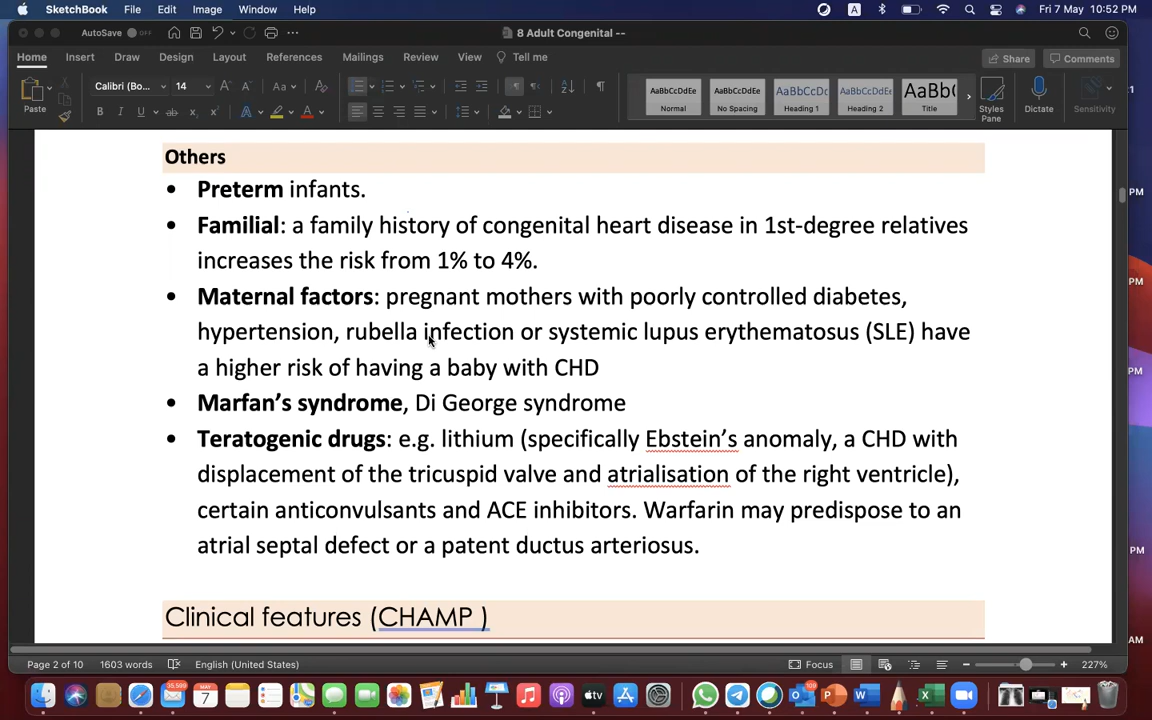 SketchBook File Edit Image Window Help A Fri 7 May 10:52 PM
AutoSave OFF 8 Adult Congenital --
Home Insert Draw Design Layout References Mailings Review View Tell me Share Comments
Paste Calibri (Bo... 14 AaBbCcDdEe Normal AaBbCcDdEe No Spacing AaBbCcDc Heading 1 AaBbCcDdEe Heading 2 AaBb( Title Styles Pane Dictate Sensitivity
Others
• Preterm infants.
• Familial: a family history of congenital heart disease in 1st-degree relatives
increases the risk from 1% to 4%.
• Maternal factors: pregnant mothers with poorly controlled diabetes,
hypertension, rubella infection or systemic lupus erythematosus (SLE) have
a higher risk of having a baby with CHD
• Marfan’s syndrome, Di George syndrome
• Teratogenic drugs: e.g. lithium (specifically Ebstein’s anomaly, a CHD with
displacement of the tricuspid valve and atrialisation of the right ventricle),
certain anticonvulsants and ACE inhibitors. Warfarin may predispose to an
atrial septal defect or a patent ductus arteriosus.
Clinical features (CHAMP )
Page 2 of 10 1603 words English (United States) Focus 227%